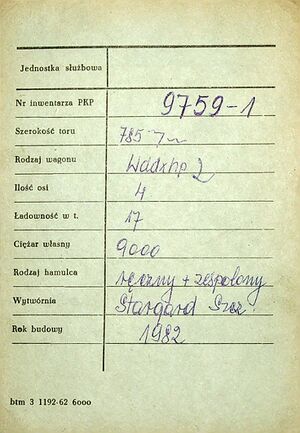 Jednostka służbowa
Nr inwentarza PKP 9759-1
Szerokość toru 785
Rodzaj wagonu Wddxhp
Ilość osi 4
Ładowność w t. 17
Ciężar własny 9000
Rodzaj hamulca ręczny + zespolony
Wytwórnia Stargard Szcz.
Rok budowy 1982
btm 3 1192-62 6000